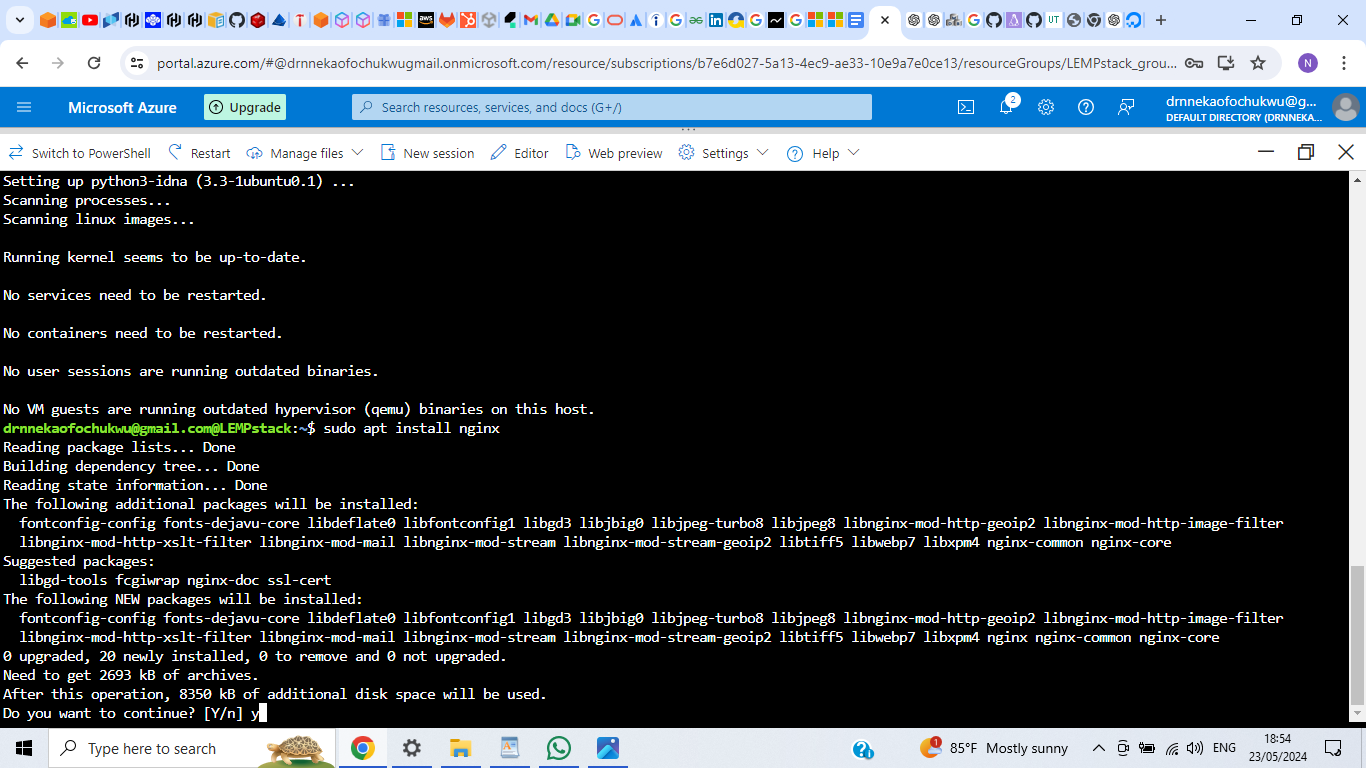 portal.azure.com/#@drnnekaofochukwugmail.onmicrosoft.com/resource/subscriptions/b7e6d027-5a13-4ec9-ae33-10e9a7e0ce13/resourceGroups/LEMPstack_grou...
N
Microsoft Azure
Upgrade
Search resources, services, and docs (G+/)
2
drnnekaofochukwu@g...
DEFAULT DIRECTORY (DRNNEKA...
Switch to PowerShell
Restart
Manage files
New session
Editor
Web preview
Settings
Help
Setting up python3-idna (3.3-1ubuntu0.1) ...
Scanning processes...
Scanning linux images...
Running kernel seems to be up-to-date.
No services need to be restarted.
No containers need to be restarted.
No user sessions are running outdated binaries.
No VM guests are running outdated hypervisor (qemu) binaries on this host.
drnnekaofochukwu@gmail.com@LEMPstack:~$ sudo apt install nginx
Reading package lists... Done
Building dependency tree... Done
Reading state information... Done
The following additional packages will be installed:
fontconfig-config fonts-dejavu-core libdeflate0 libfontconfig1 libgd3 libjbig0 libjpeg-turbo8 libjpeg8 libnginx-mod-http-geoip2 libnginx-mod-http-image-filter
libnginx-mod-http-xslt-filter libnginx-mod-mail libnginx-mod-stream libnginx-mod-stream-geoip2 libtiff5 libwebp7 libxpm4 nginx-common nginx-core
Suggested packages:
libgd-tools fcgiwrap nginx-doc ssl-cert
The following NEW packages will be installed:
fontconfig-config fonts-dejavu-core libdeflate0 libfontconfig1 libgd3 libjbig0 libjpeg-turbo8 libjpeg8 libnginx-mod-http-geoip2 libnginx-mod-http-image-filter
libnginx-mod-http-xslt-filter libnginx-mod-mail libnginx-mod-stream libnginx-mod-stream-geoip2 libtiff5 libwebp7 libxpm4 nginx nginx-common nginx-core
0 upgraded, 20 newly installed, 0 to remove and 0 not upgraded.
Need to get 2693 kB of archives.
After this operation, 8350 kB of additional disk space will be used.
Do you want to continue? [Y/n] y
Type here to search
1
85°F Mostly sunny
ENG
18:54
23/05/2024